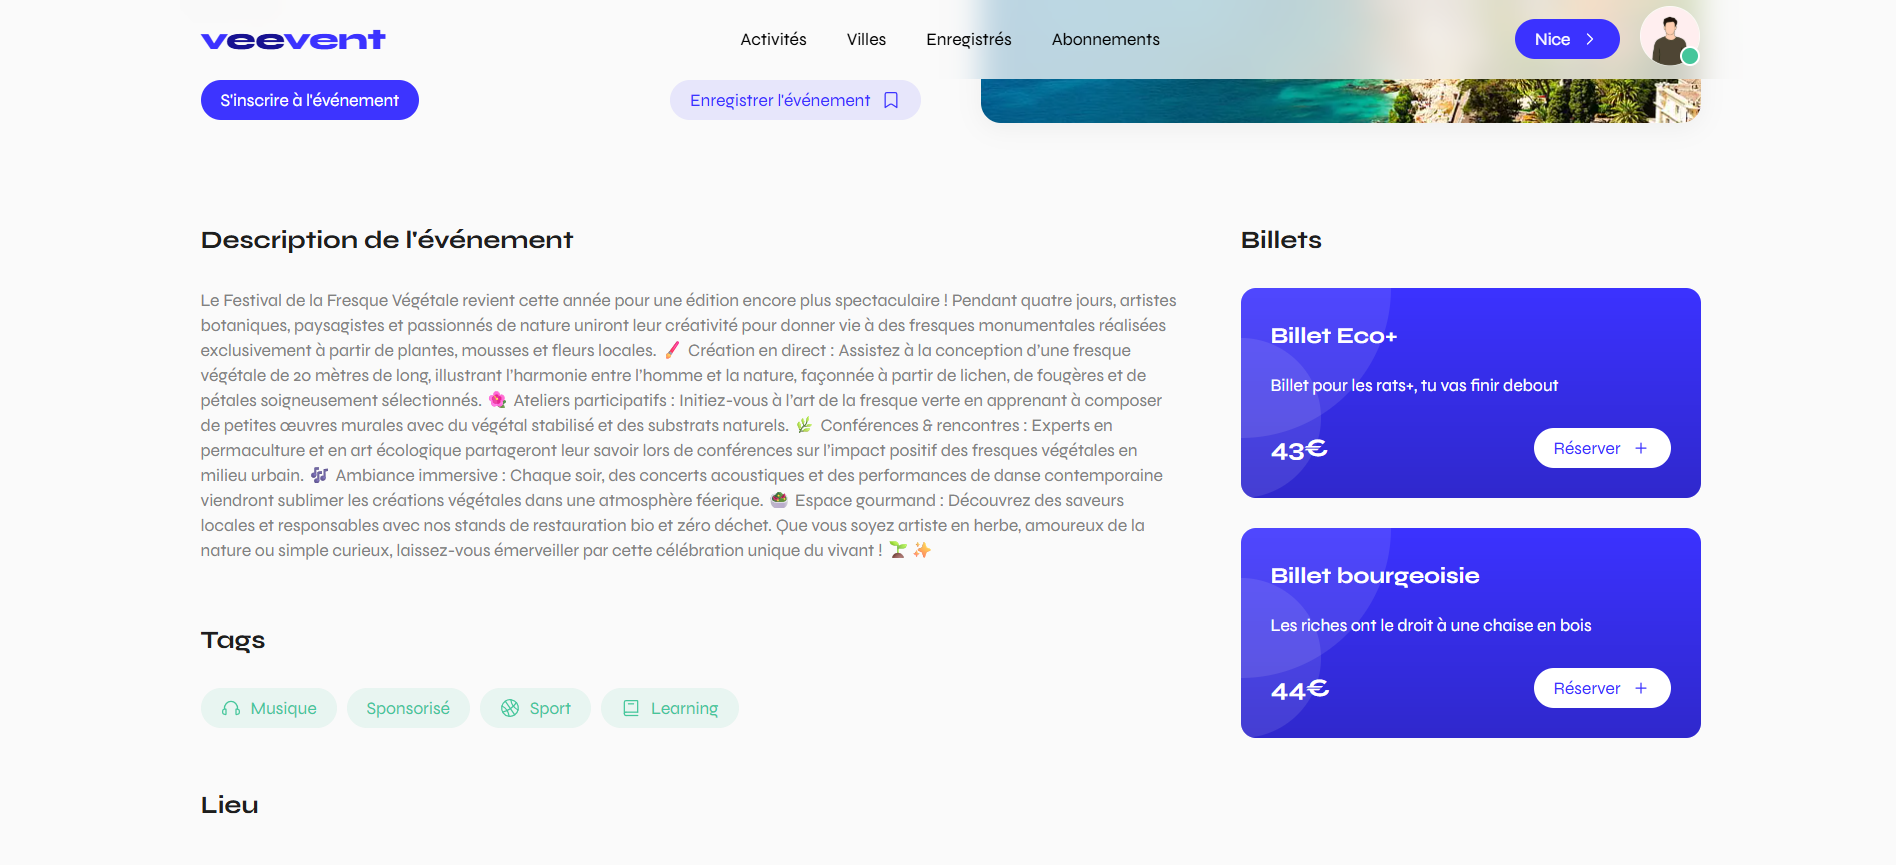 veevent
Activités
Villes
Enregistrés
Abonnements
Nice
S'inscrire à l'événement
Enregistrer l'événement
Description de l'événement
Le Festival de la Fresque Végétale revient cette année pour une édition encore plus spectaculaire ! Pendant quatre jours, artistes
botaniques, paysagistes et passionnés de nature uniront leur créativité pour donner vie à des fresques monumentales réalisées
exclusivement à partir de plantes, mousses et fleurs locales. 🖌️ Création en direct : Assistez à la conception d’une fresque
végétale de 20 mètres de long, illustrant l’harmonie entre l’homme et la nature, façonnée à partir de lichen, de fougères et de
pétales soigneusement sélectionnés. 🌺 Ateliers participatifs : Initiez-vous à l’art de la fresque verte en apprenant à composer
de petites œuvres murales avec du végétal stabilisé et des substrats naturels. 🌿 Conférences & rencontres : Experts en
permaculture et en art écologique partageront leur savoir lors de conférences sur l’impact positif des fresques végétales en
milieu urbain. 🎶 Ambiance immersive : Chaque soir, des concerts acoustiques et des performances de danse contemporaine
viendront sublimer les créations végétales dans une atmosphère féerique. 🥗 Espace gourmand : Découvrez des saveurs
locales et responsables avec nos stands de restauration bio et zéro déchet. Que vous soyez artiste en herbe, amoureux de la
nature ou simple curieux, laissez-vous émerveiller par cette célébration unique du vivant ! 🌱 ✨
Tags
Musique
Sponsorisé
Sport
Learning
Lieu
Billets
Billet Eco+
Billet pour les rats+, tu vas finir debout
43€
Réserver
Billet bourgeoisie
Les riches ont le droit à une chaise en bois
44€
Réserver